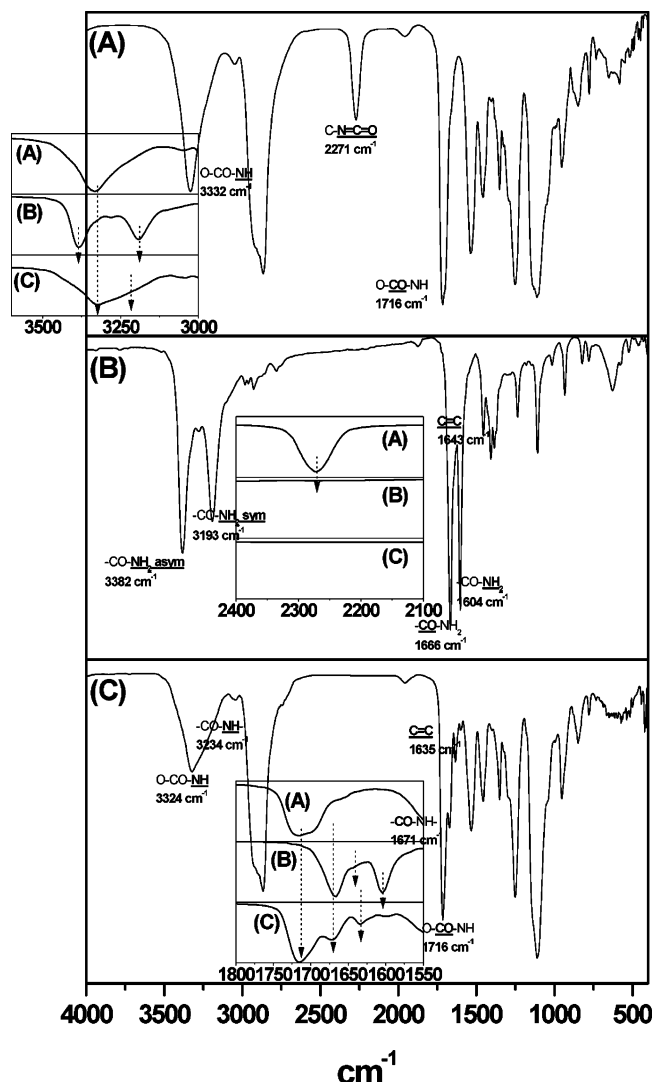 (A)
C-N=C=O
2271 cm-1
O-CO-NH
3332 cm-1
(A)
(B)
(C)
3500 3250 3000
O-CO-NH
1716 cm-1
(B)
C=C
1643 cm-1
(A)
(B)
(C)
2400 2300 2200 2100
-CO-NH2 sym
3193 cm-1
-CO-NH2 asym
3382 cm-1
-CO-NH2
1604 cm-1
-CO-NH2
1666 cm-1
(C)
-CO-NH-
3234 cm-1
C=C
1635 cm-1
O-CO-NH
3324 cm-1
(A)
(B)
(C)
-CO-NH-
1671 cm-1
O-CO-NH
1716 cm-1
1800 1750 1700 1650 1600 1550
4000 3500 3000 2500 2000 1500 1000 500
cm-1